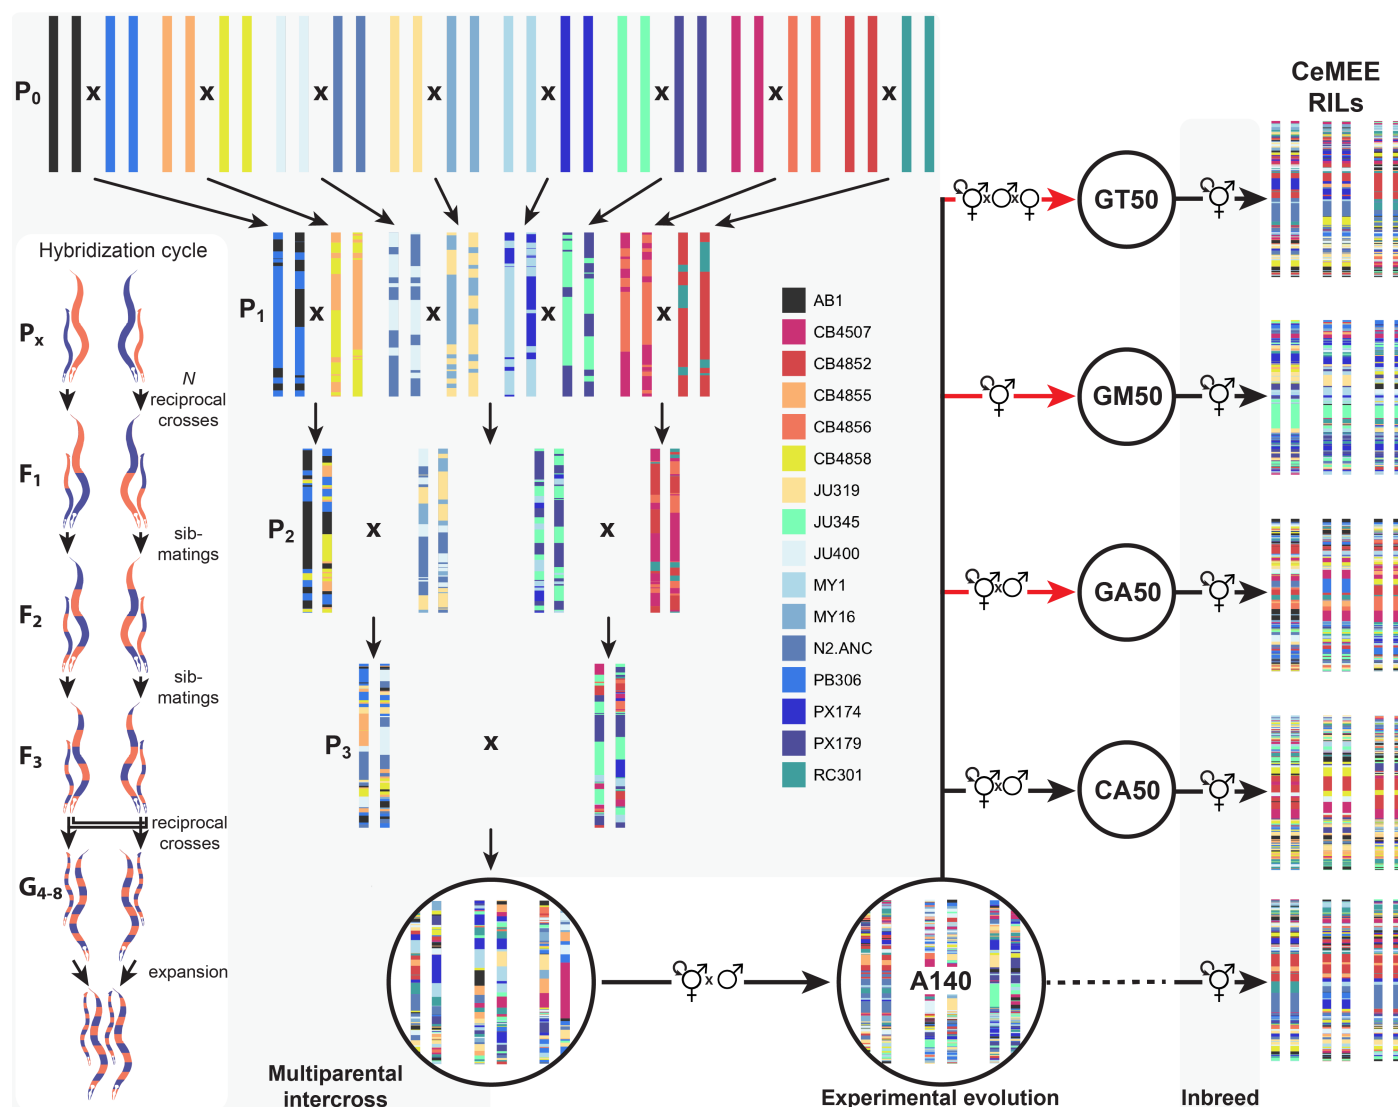 P0 x x x x x x x x
CeMEE
RILs
GT50
Hybridization cycle
P1 x x x x
AB1
CB4507
CB4852
CB4855
CB4856
CB4858
JU319
JU345
JU400
MY1
MY16
N2.ANC
PB306
PX174
PX179
RC301
Px
N
reciprocal
crosses
GM50
F1
sib-
matings
P2 x x
GA50
F2
sib-
matings
F3
P3 x
CA50
reciprocal
crosses
G4-8
expansion
x
x
x
x
A140
Multiparental
intercross
Experimental evolution
Inbreed